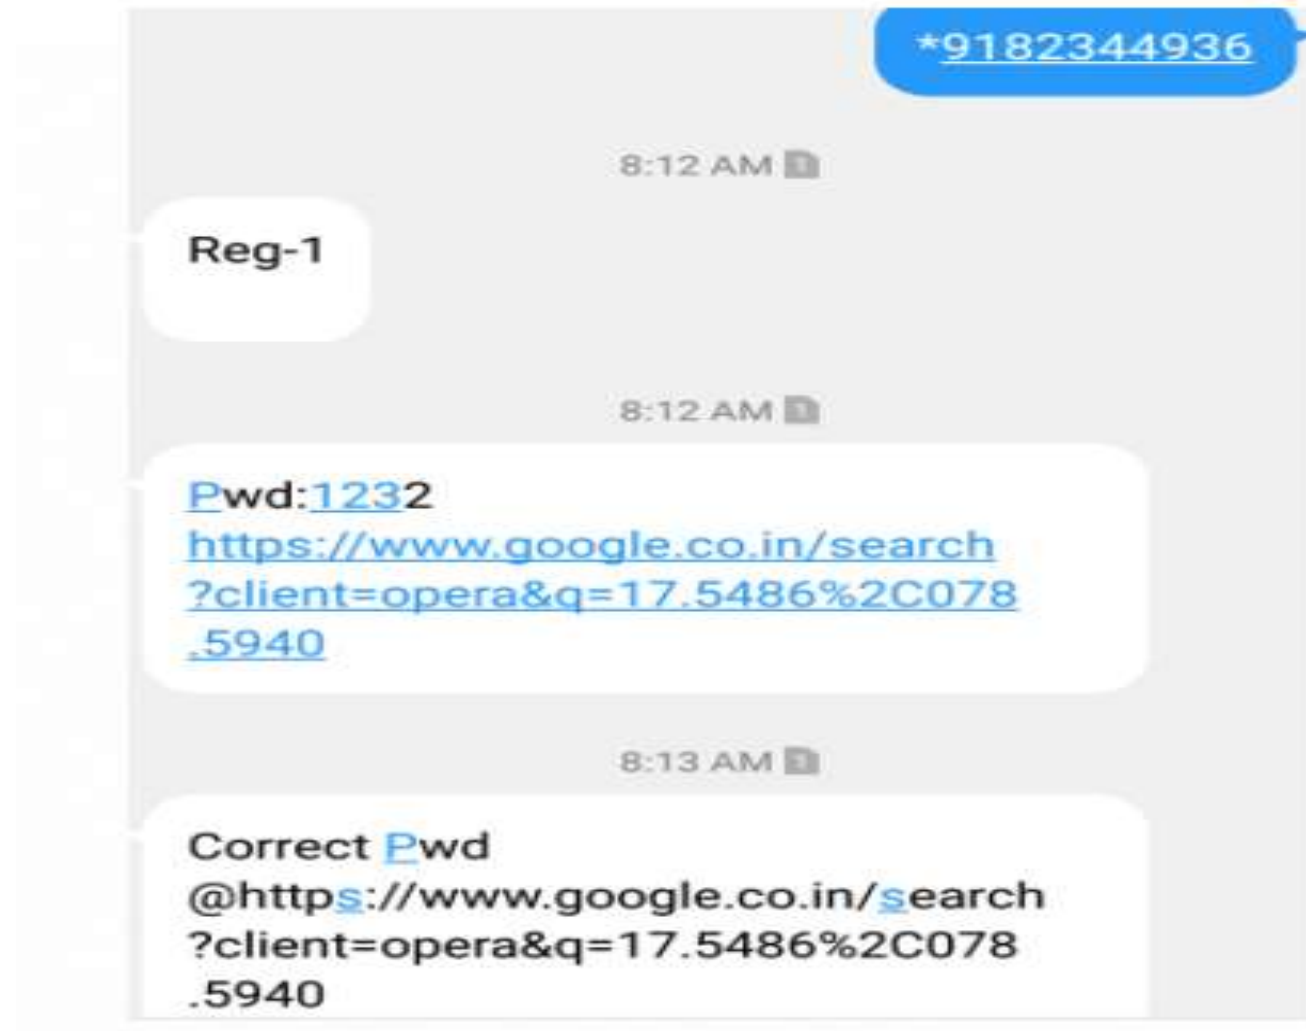 *9182344936
8:12 AM
Reg-1
8:12 AM
Pwd:1232
https://www.google.co.in/search
?client=opera&q=17.5486%2C078
.5940
8:13 AM
Correct Pwd
@https://www.google.co.in/search
?client=opera&q=17.5486%2C078
.5940